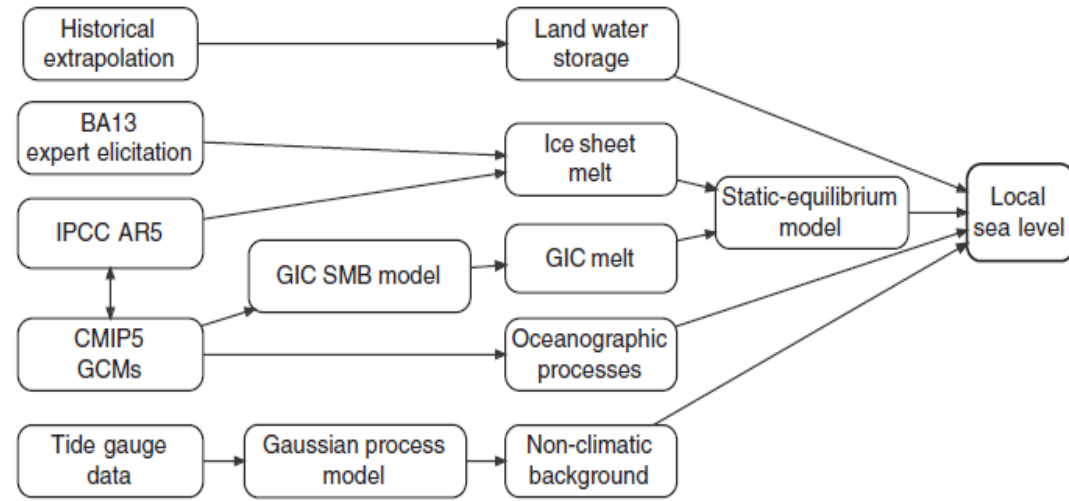 Historical
extrapolation
Land water
storage
BA13
expert elicitation
Ice sheet
melt
IPCC AR5
Static-equilibrium
model
Local
sea level
GIC SMB model
GIC melt
CMIP5
GCMs
Oceanographic
processes
Tide gauge
data
Gaussian process
model
Non-climatic
background